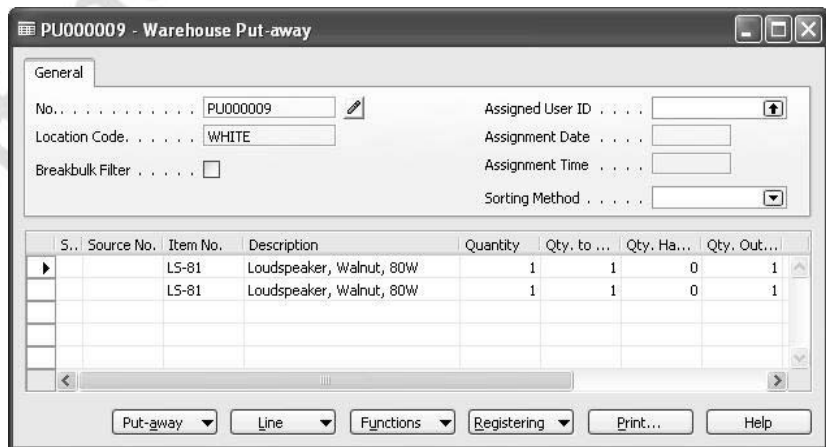 PU000009 - Warehouse Put-away
General
No.. . . . . . . . . . . PU000009
Assigned User ID . . . .
Location Code. . . . . . WHITE
Assignment Date . . . .
Breakbulk Filter . . . . .
Assignment Time . . . .
Sorting Method . . . . .
S.. Source No. Item No. Description Quantity Qty. to ... Qty. Ha... Qty. Out...
LS-81 Loudspeaker, Walnut, 80W 1 1 0 1
LS-81 Loudspeaker, Walnut, 80W 1 1 0 1
Put-away Line Functions Registering Print... Help